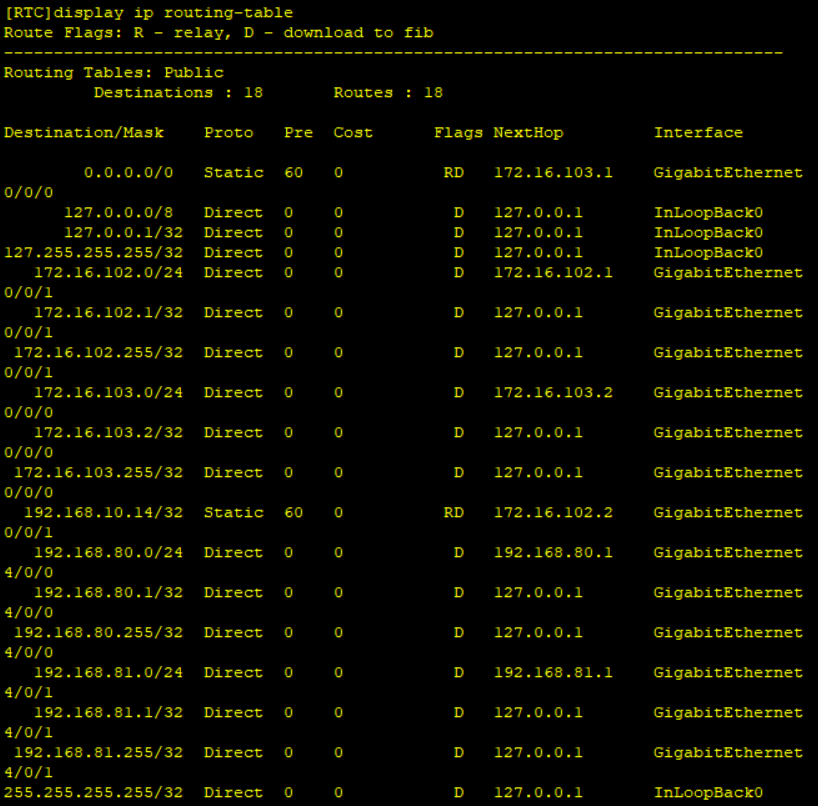 [RTC]display ip routing-table
Route Flags: R - relay, D - download to fib
------------------------------------------------------------------------------
Routing Tables: Public
         Destinations : 18       Routes : 18

Destination/Mask    Proto   Pre  Cost      Flags NextHop         Interface

        0.0.0.0/0   Static  60   0          RD   172.16.103.1    GigabitEthernet
0/0/0
      127.0.0.0/8   Direct  0    0           D   127.0.0.1       InLoopBack0
      127.0.0.1/32  Direct  0    0           D   127.0.0.1       InLoopBack0
127.255.255.255/32  Direct  0    0           D   127.0.0.1       InLoopBack0
   172.16.102.0/24  Direct  0    0           D   172.16.102.1    GigabitEthernet
0/0/1
   172.16.102.1/32  Direct  0    0           D   127.0.0.1       GigabitEthernet
0/0/1
 172.16.102.255/32  Direct  0    0           D   127.0.0.1       GigabitEthernet
0/0/1
   172.16.103.0/24  Direct  0    0           D   172.16.103.2    GigabitEthernet
0/0/0
   172.16.103.2/32  Direct  0    0           D   127.0.0.1       GigabitEthernet
0/0/0
 172.16.103.255/32  Direct  0    0           D   127.0.0.1       GigabitEthernet
0/0/0
  192.168.10.14/32  Static  60   0          RD   172.16.102.2    GigabitEthernet
0/0/1
   192.168.80.0/24  Direct  0    0           D   192.168.80.1    GigabitEthernet
4/0/0
   192.168.80.1/32  Direct  0    0           D   127.0.0.1       GigabitEthernet
4/0/0
 192.168.80.255/32  Direct  0    0           D   127.0.0.1       GigabitEthernet
4/0/0
   192.168.81.0/24  Direct  0    0           D   192.168.81.1    GigabitEthernet
4/0/1
   192.168.81.1/32  Direct  0    0           D   127.0.0.1       GigabitEthernet
4/0/1
 192.168.81.255/32  Direct  0    0           D   127.0.0.1       GigabitEthernet
4/0/1
255.255.255.255/32  Direct  0    0           D   127.0.0.1       InLoopBack0